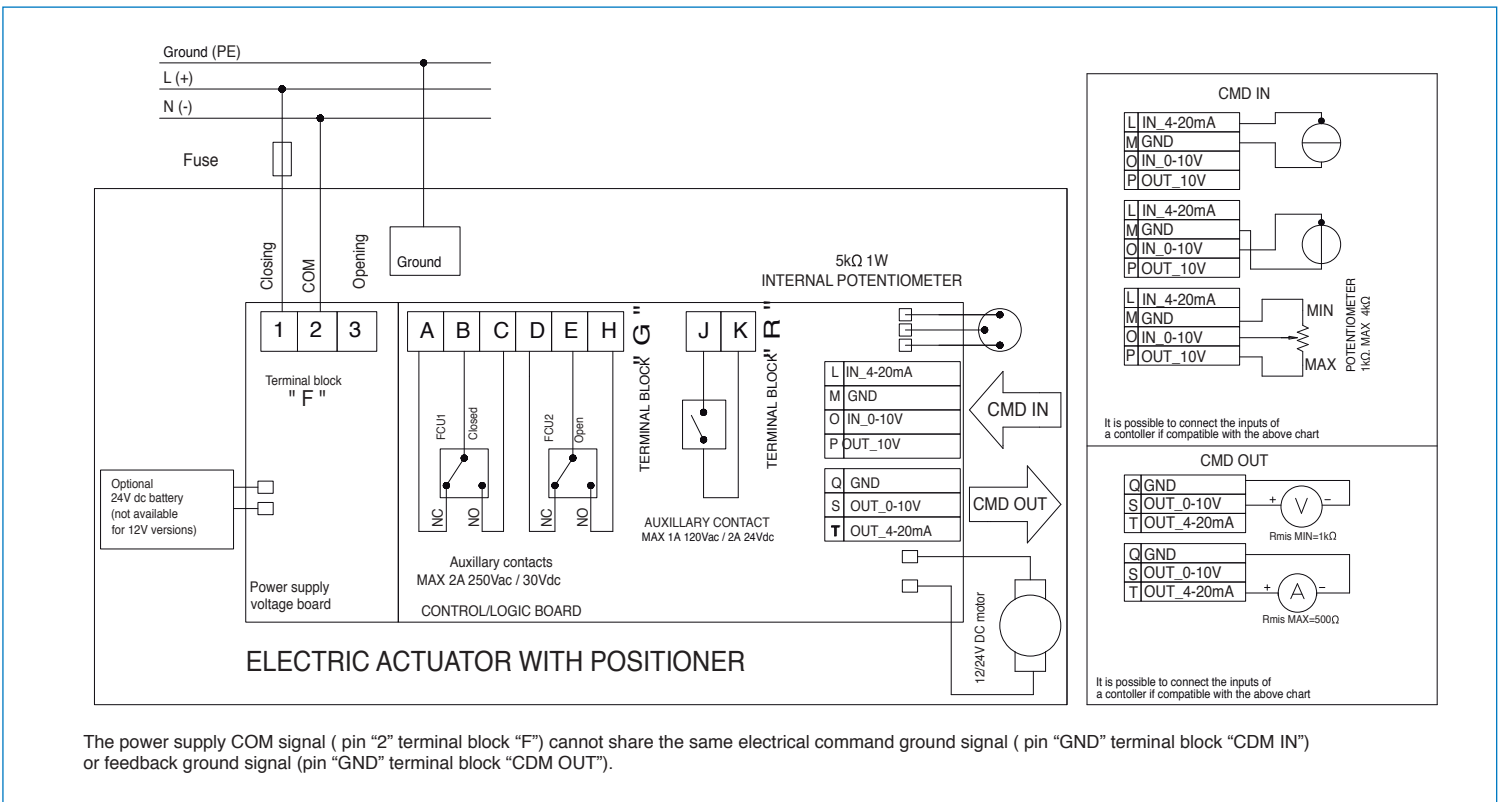 Ground (PE)
L (+)
N (-)
Fuse
Closing
COM
Opening
Ground
1 2 3
Terminal block
" F "
Optional
24V dc battery
(not available
for 12V versions)
Power supply
voltage board
A B C D E H
TERMINAL BLOCK" G "
FCU1
Closed
NC
NO
FCU2
Open
NC
NO
Auxillary contacts
MAX 2A 250Vac / 30Vdc
CONTROL/LOGIC BOARD
J K
TERMINAL BLOCK" R "
AUXILLARY CONTACT
MAX 1A 120Vac / 2A 24Vdc
5kΩ 1W
INTERNAL POTENTIOMETER
L IN_4-20mA
M GND
O IN_0-10V
P OUT_10V
CMD IN
Q GND
S OUT_0-10V
T OUT_4-20mA
CMD OUT
12/24V DC motor
ELECTRIC ACTUATOR WITH POSITIONER
CMD IN
L IN_4-20mA
M GND
O IN_0-10V
P OUT_10V
L IN_4-20mA
M GND
O IN_0-10V
P OUT_10V
L IN_4-20mA
M GND
O IN_0-10V
P OUT_10V
MIN
MAX
POTENTIOMETER
1kΩ. MAX 4kΩ
It is possible to connect the inputs of
a contoller if compatible with the above chart
CMD OUT
Q GND
S OUT_0-10V
T OUT_4-20mA
+ V -
Rmis MIN=1kΩ
Q GND
S OUT_0-10V
T OUT_4-20mA
+ A -
Rmis MAX=500Ω
It is possible to connect the inputs of
a contoller if compatible with the above chart
The power supply COM signal ( pin “2” terminal block “F”) cannot share the same electrical command ground signal ( pin “GND” terminal block “CDM IN”)
or feedback ground signal (pin “GND” terminal block “CDM OUT”).